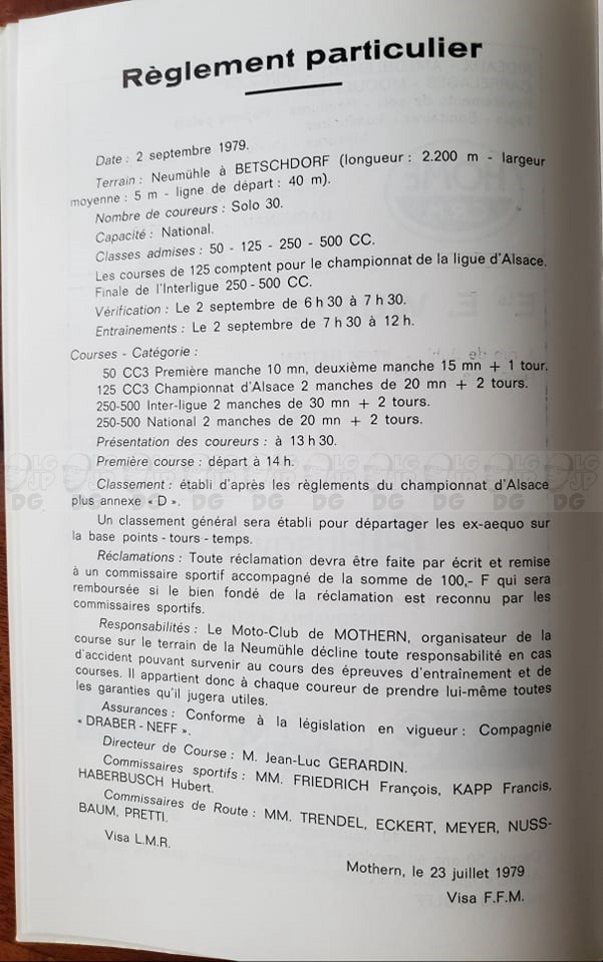 Règlement particulier
Date : 2 septembre 1979.
Terrain : Neumühle à BETSCHDORF (longueur : 2.200 m - largeur
moyenne : 5 m - ligne de départ : 40 m).
Nombre de coureurs : Solo 30.
Capacité : National.
Classes admises : 50 - 125 - 250 - 500 CC.
Les courses de 125 comptent pour le championnat de la ligue d'Alsace.
Finale de l'Interligue 250 - 500 CC.
Vérification : Le 2 septembre de 6 h 30 à 7 h 30.
Entraînements : Le 2 septembre de 7 h 30 à 12 h.
Courses - Catégorie :
50 CC3 Première manche 10 mn, deuxième manche 15 mn + 1 tour.
125 CC3 Championnat d'Alsace 2 manches de 20 mn + 2 tours.
250-500 Inter-ligue 2 manches de 30 mn + 2 tours.
250-500 National 2 manches de 20 mn + 2 tours.
Présentation des coureurs : à 13 h 30.
Première course : départ à 14 h.
Classement : établi d'après les règlements du championnat d'Alsace
plus annexe « D ».
Un classement général sera établi pour départager les ex-aequo sur
la base points - tours - temps.
Réclamations : Toute réclamation devra être faite par écrit et remise
à un commissaire sportif accompagné de la somme de 100,- F qui sera
remboursée si le bien fondé de la réclamation est reconnu par les
commissaires sportifs.
Responsabilités : Le Moto-Club de MOTHERN, organisateur de la
course sur le terrain de la Neumühle décline toute responsabilité en cas
d'accident pouvant survenir au cours des épreuves d'entraînement et de
courses. Il appartient donc à chaque coureur de prendre lui-même toutes
les garanties qu'il jugera utiles.
Assurances : Conforme à la législation en vigueur : Compagnie
« DRABER - NEFF ».
Directeur de Course : M. Jean-Luc GERARDIN.
Commissaires sportifs : MM. FRIEDRICH François, KAPP Francis,
HABERBUSCH Hubert.
Commissaires de Route : MM. TRENDEL, ECKERT, MEYER, NUSS-
BAUM, PRETTI.
Visa L.M.R.
Mothern, le 23 juillet 1979
Visa F.F.M.